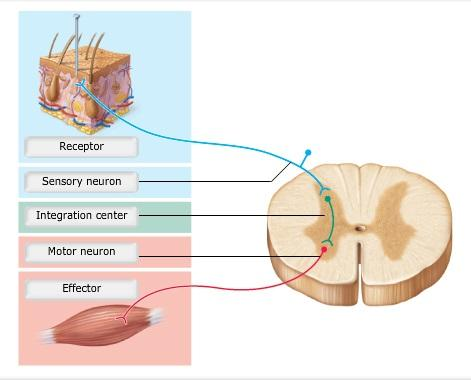 Receptor
Sensory neuron
Integration center
Motor neuron
Effector